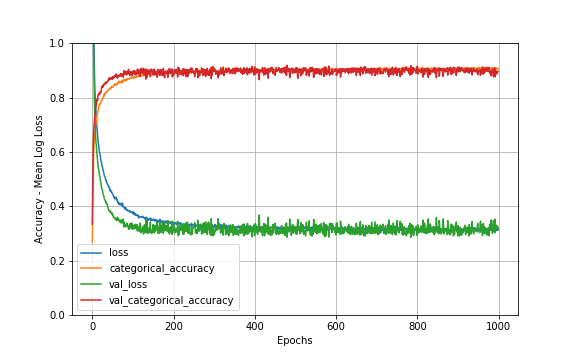 1.0
0.8
0.6
0.4
0.2
0.0
Accuracy - Mean Log Loss
loss
categorical_accuracy
val_loss
val_categorical_accuracy
0 200 400 600 800 1000
Epochs